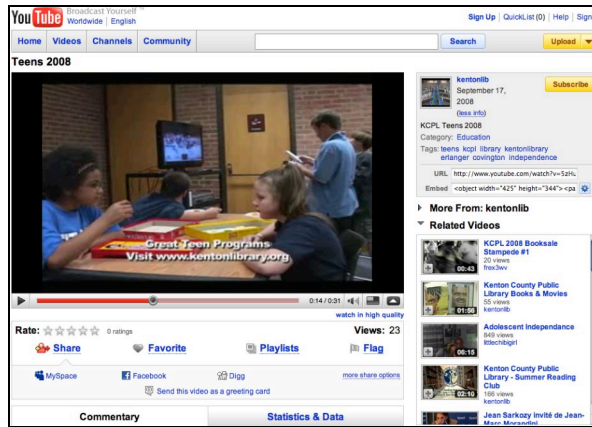 You Tube Broadcast Yourself ™
Worldwide | English
Sign Up | QuickList (0) | Help | Sign
Home Videos Channels Community Search Upload
Teens 2008
Great Teen Programs
Visit www.kentonlibrary.org
0:14 / 0:31
watch in high quality
Rate: 0 ratings Views: 23
Share Favorite Playlists Flag
MySpace Facebook Digg more share options
Send this video as a greeting card
Commentary Statistics & Data
kentonlib
September 17,
2008
(less info)
Subscribe
KCPL Teens 2008
Category: Education
Tags: teens kcpl library kentonlibrary
erlanger covington independence
URL http://www.youtube.com/watch?v=5zHu
Embed <object width="425" height="344"><pa
More From: kentonlib
Related Videos
KCPL 2008 Booksale
Stampede #1
20 views
frex3wv
00:43
Kenton County Public
Library Books & Movies
55 views
kentonlib
01:58
Adolescent Independence
849 views
littlechibigirl
06:15
Kenton County Public
Library - Summer Reading
Club
166 views
kentonlib
02:10
Jean Sarkozy invité de Jean-
Marc Morandini